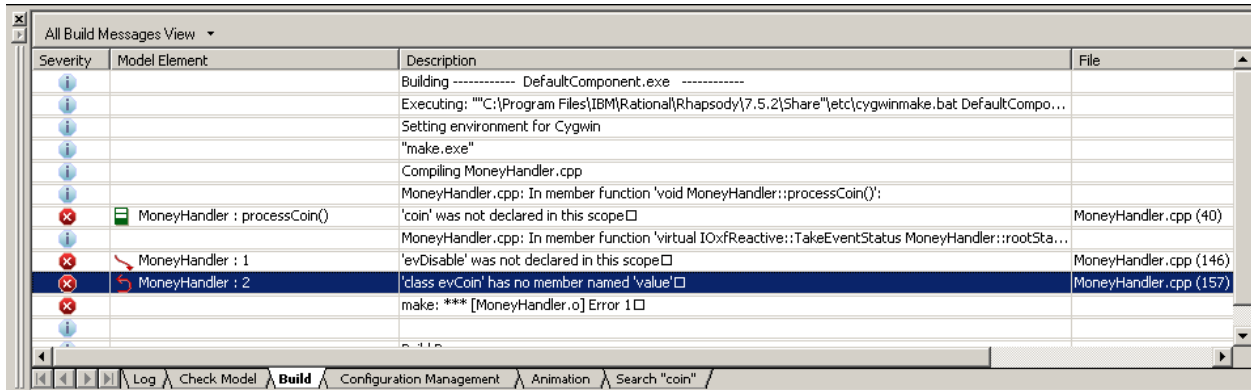 All Build Messages View
Severity Model Element Description File
Building ------------ DefaultComponent.exe ------------
Executing: ""C:\Program Files\IBM\Rational\Rhapsody\7.5.2\Share"\etc\cygwinmake.bat DefaultCompo...
Setting environment for Cygwin
"make.exe"
Compiling MoneyHandler.cpp
MoneyHandler.cpp: In member function 'void MoneyHandler::processCoin()':
MoneyHandler : processCoin() 'coin' was not declared in this scope□ MoneyHandler.cpp (40)
MoneyHandler.cpp: In member function 'virtual IOxfReactive::TakeEventStatus MoneyHandler::rootSta...
MoneyHandler : 1 'evDisable' was not declared in this scope□ MoneyHandler.cpp (146)
MoneyHandler : 2 'class evCoin' has no member named 'value'□ MoneyHandler.cpp (157)
make: *** [MoneyHandler.o] Error 1□
Log Check Model Build Configuration Management Animation Search "coin"